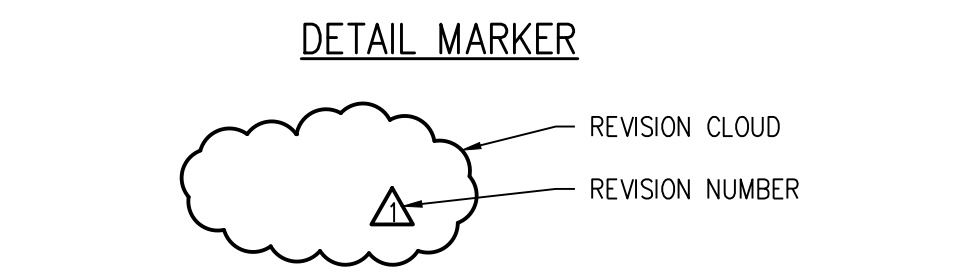 DETAIL MARKER
REVISION CLOUD
REVISION NUMBER
1